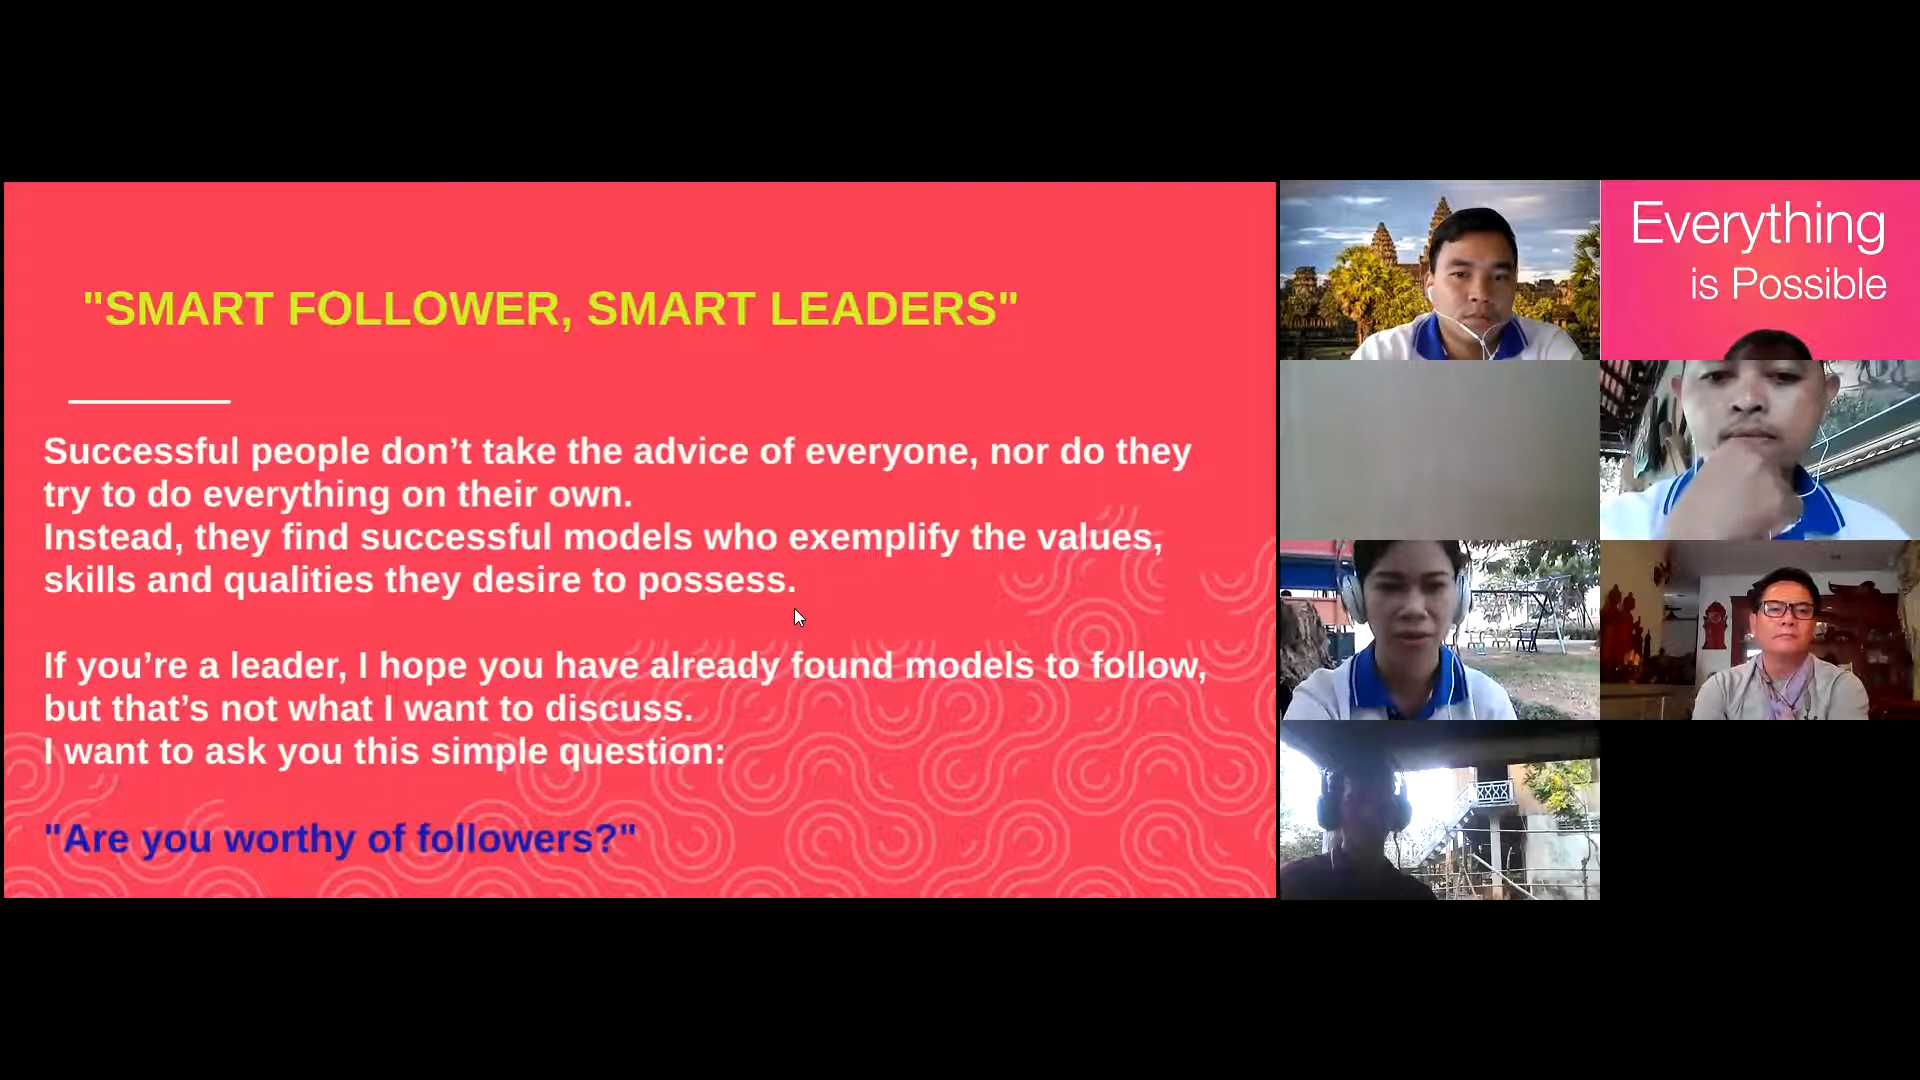 "SMART FOLLOWER, SMART LEADERS"
Successful people don’t take the advice of everyone, nor do they
try to do everything on their own.
Instead, they find successful models who exemplify the values,
skills and qualities they desire to possess.
If you’re a leader, I hope you have already found models to follow,
but that’s not what I want to discuss.
I want to ask you this simple question:
"Are you worthy of followers?"
Everything
is Possible